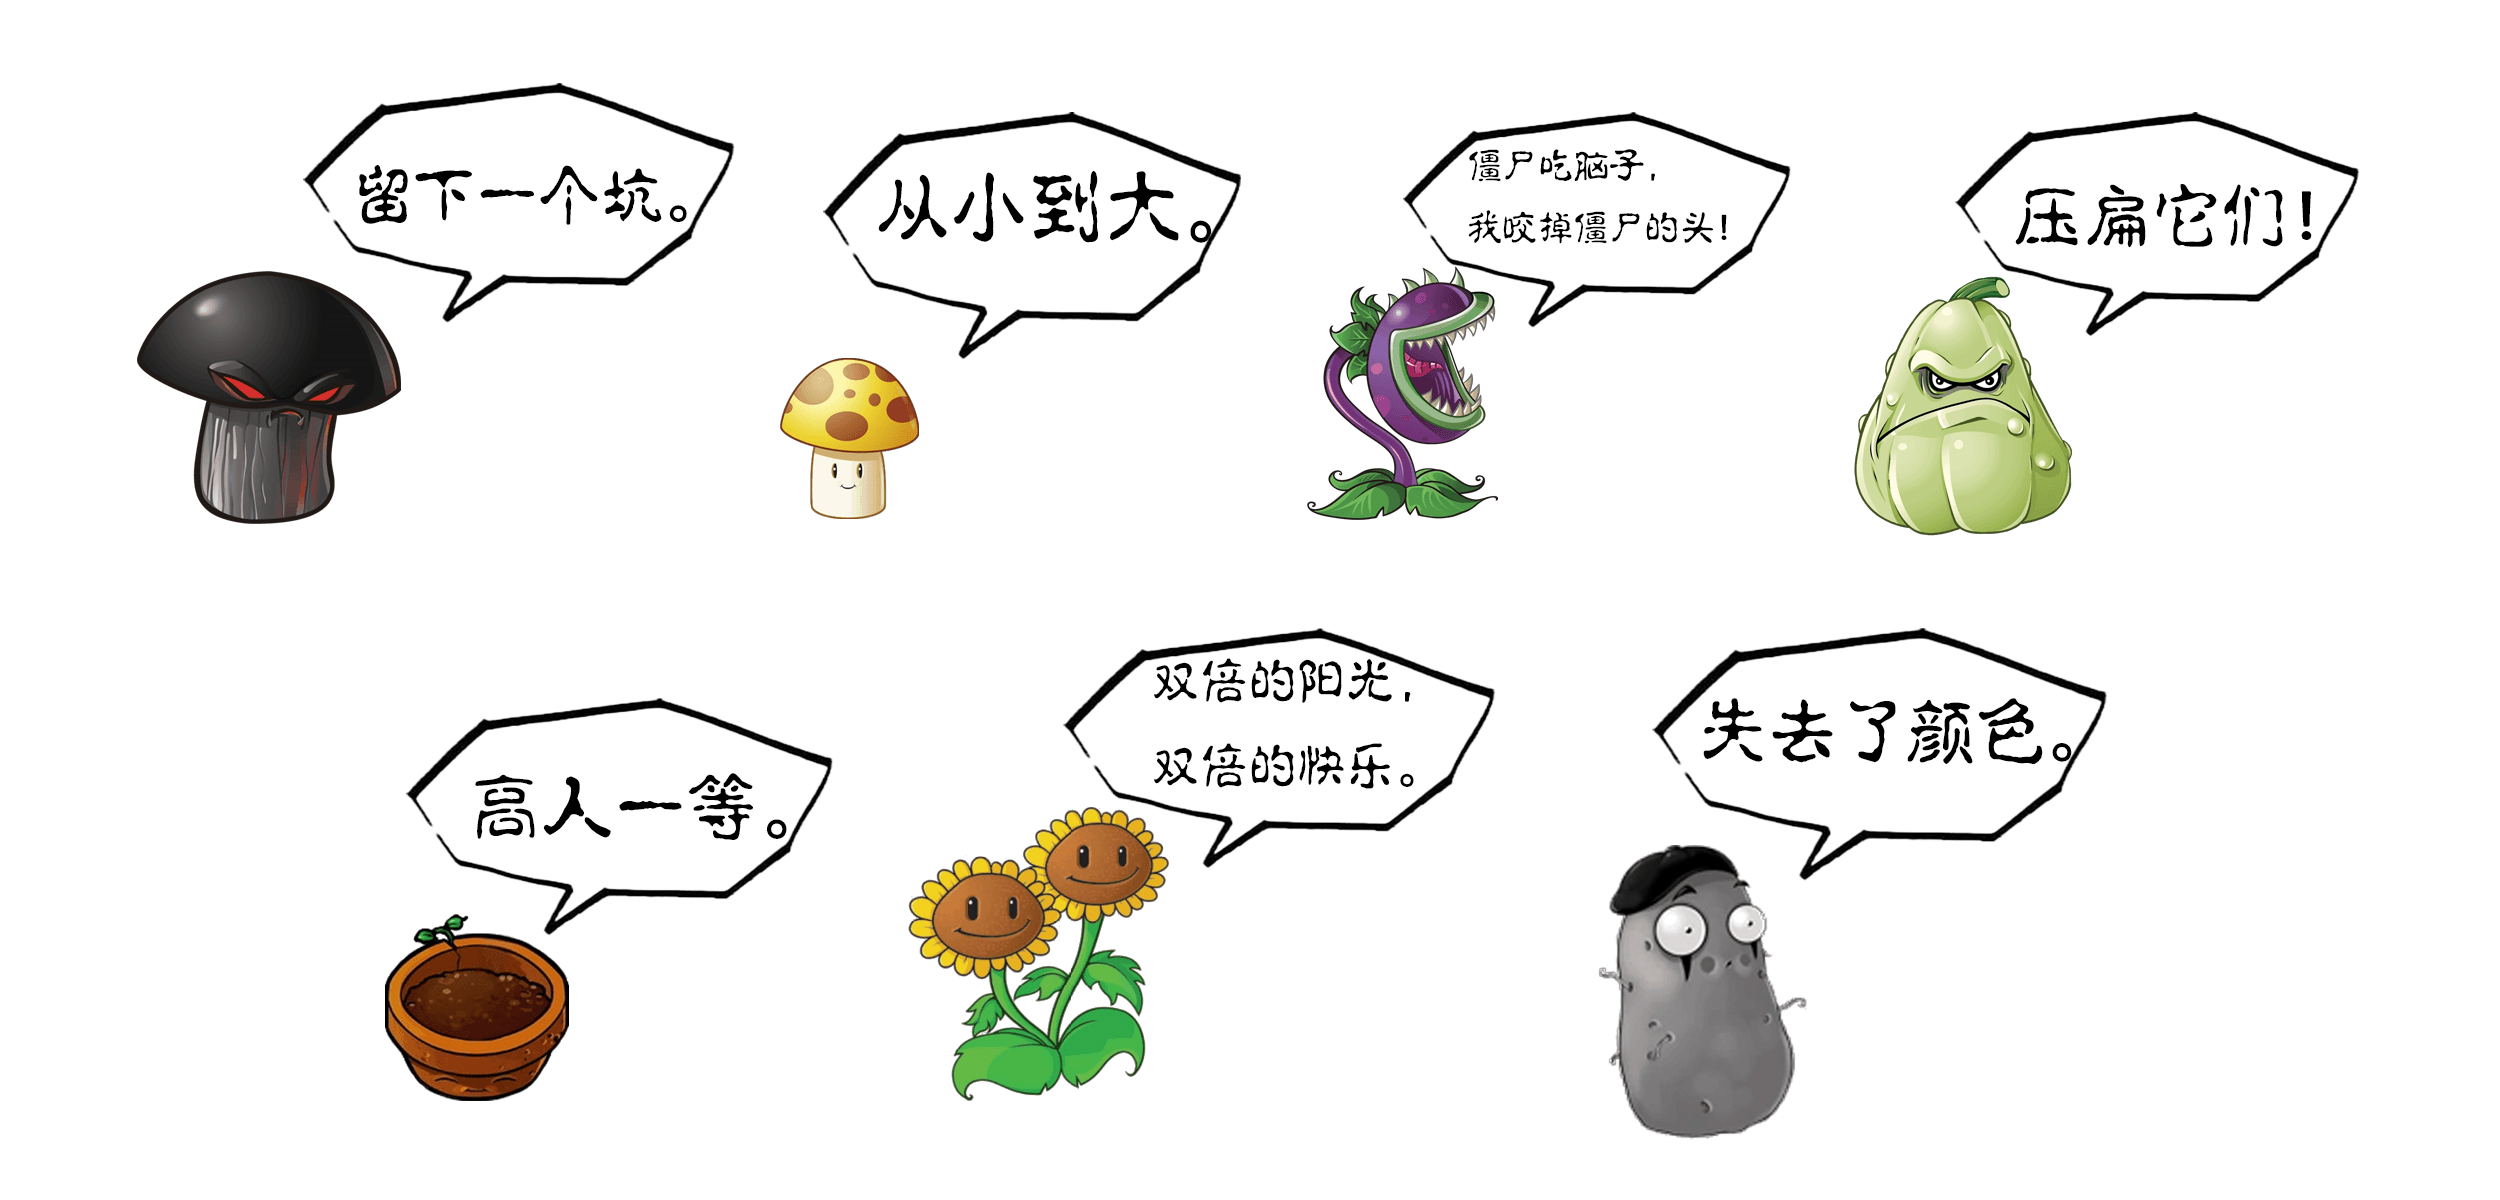 留下一个坑。
从小到大。
僵尸吃脑子，
我咬掉僵尸的头！
压扁它们！
高人一等。
双倍的阳光，
双倍的快乐。
失去了颜色。